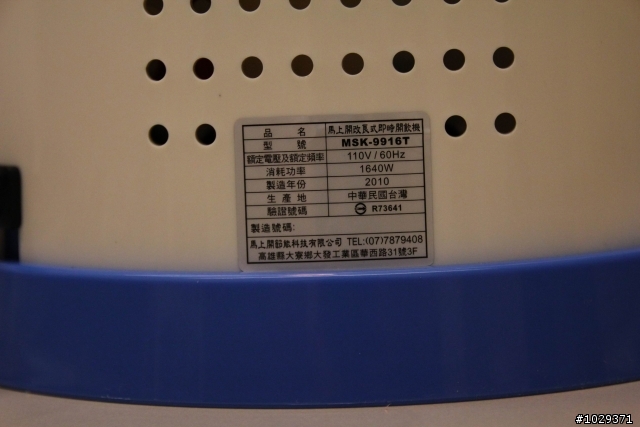 品 名 馬上開改良式即時開飲機
型 號 MSK-9916T
額定電壓及額定頻率 110V / 60Hz
消耗功率 1640W
製造年份 2010
生 產 地 中華民國台灣
驗證號碼 R73641
製造號碼:
馬上開節能科技有限公司 TEL:(07)7879408
高雄縣大寮鄉大發工業區華西路31號3F
#1029371